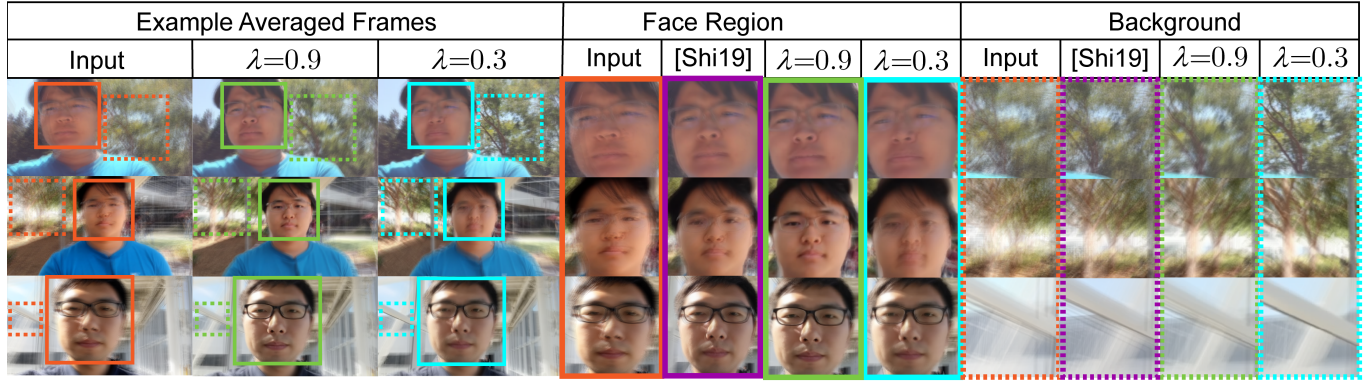 Example Averaged Frames Face Region Background
Input λ=0.9 λ=0.3 Input [Shi19] λ=0.9 λ=0.3 Input [Shi19] λ=0.9 λ=0.3